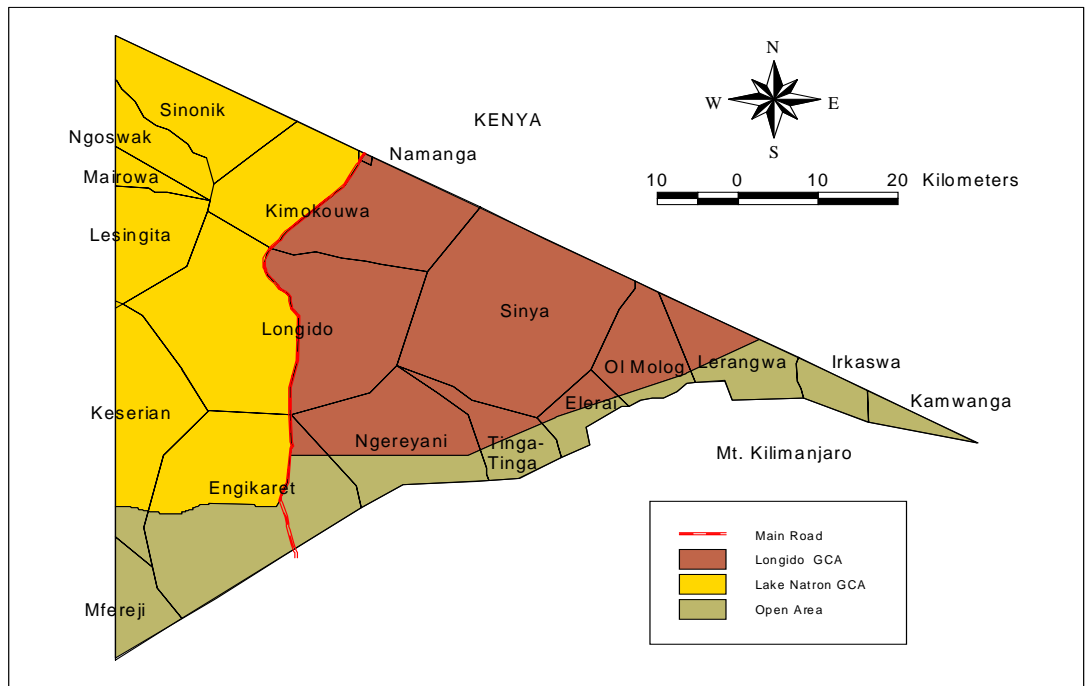 N
Sinonik
W
E
KENYA
Ngoswak
S
Namanga
Mairowa
10 0 10 20 Kilometers
Kimokouwa
Lesingita
Sinya
Longido
Ol Molog
Lerangwa
Irkaswa
Elerai
Kamwanga
Keserian
Ngereyani
Tinga-
Tinga
Mt. Kilimanjaro
Engikaret
Main Road
Longido GCA
Lake Natron GCA
Mfereji
Open Area